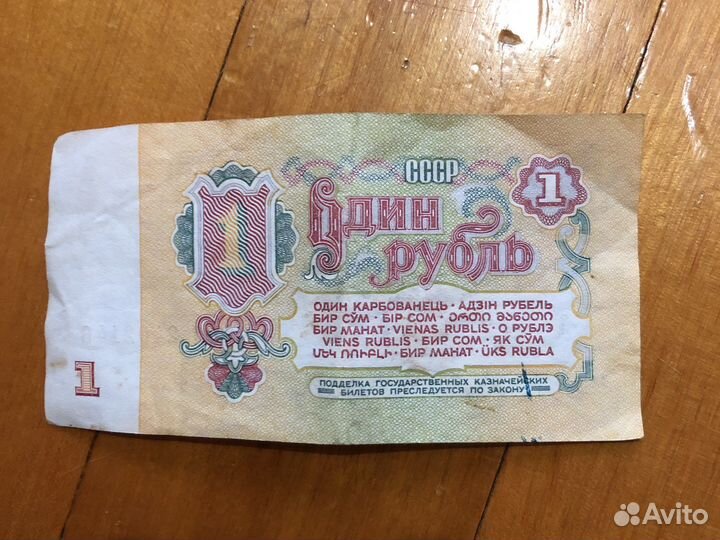 СССР
1
1
Один
рубль
ОДИН КАРБОВАНЕЦЬ · АДЗІН РУБЕЛЬ
БИР СЎМ · БІР СОМ · ᲔᲠᲗᲘ ᲛᲐᲜᲔᲗᲘ
БИР МАНАТ · VIENAS RUBLIS · О РУБЛЭ
VIENS RUBLIS · БИР СОМ · ЯК СЎМ
ՄԵԿ ՌՈՒԲԼԻ · БИР МАНАТ · ÜKS RUBLA
1
ПОДДЕЛКА ГОСУДАРСТВЕННЫХ КАЗНАЧЕЙСКИХ
БИЛЕТОВ ПРЕСЛЕДУЕТСЯ ПО ЗАКОНУ
Avito